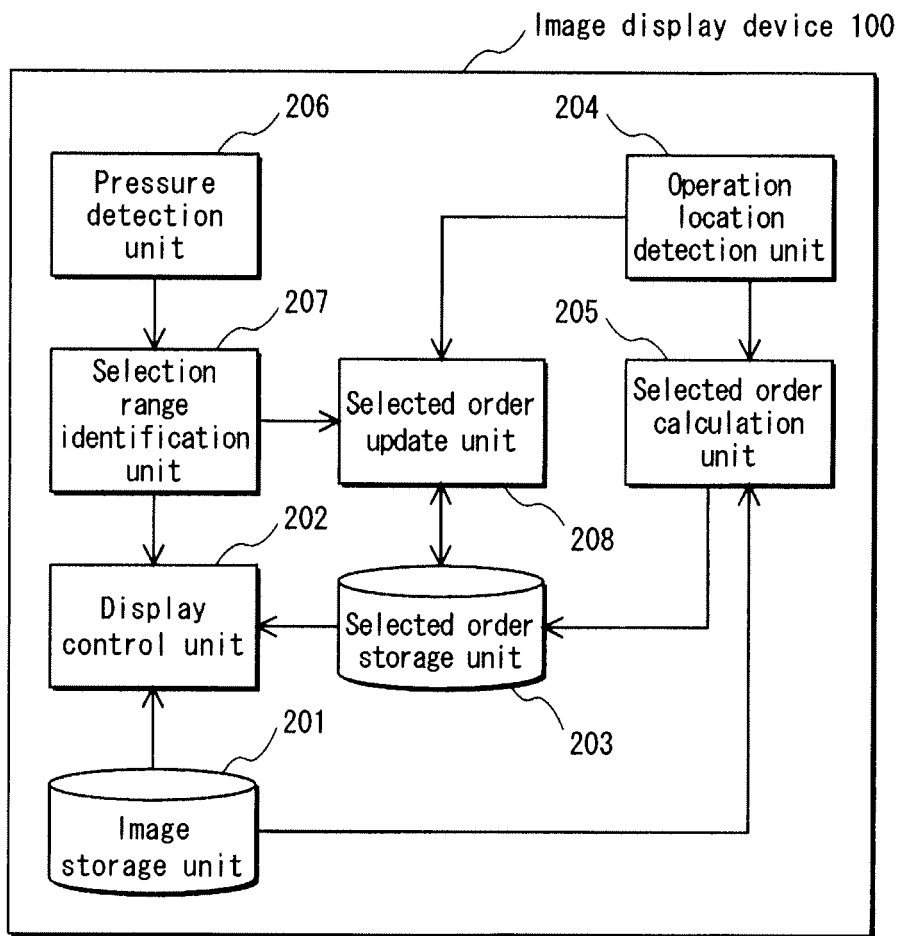 Image display device 100
206
Pressure
detection
unit
204
Operation
location
detection unit
207
Selection
range
identification
unit
Selected order
update unit
208
205
Selected order
calculation
unit
202
Display
control unit
Selected order
storage unit
203
201
Image
storage unit